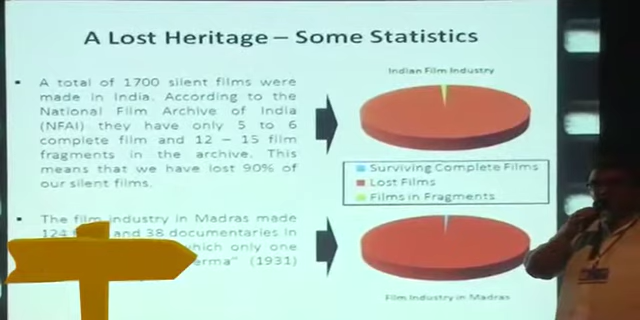 A Lost Heritage – Some Statistics
A total of 1700 silent films were
made in India. According to the
National Film Archive of India
(NFAI) they have only 5 to 6
complete film and 12 – 15 film
fragments in the archive. This
means that we have lost 90% of
our silent films.
The film industry in Madras made
124 and 38 documentaries in
which only one
(1931)
Indian Film Industry
Surviving Complete Films
Lost Films
Films in Fragments
Film Industry in Madras